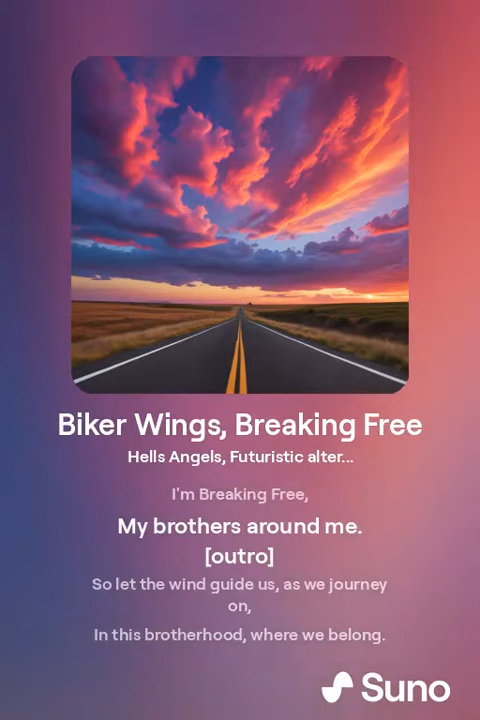 Biker Wings, Breaking Free
Hells Angels, Futuristic alter...
I'm Breaking Free,
My brothers around me.
[outro]
So let the wind guide us, as we journey
on,
In this brotherhood, where we belong.
Suno